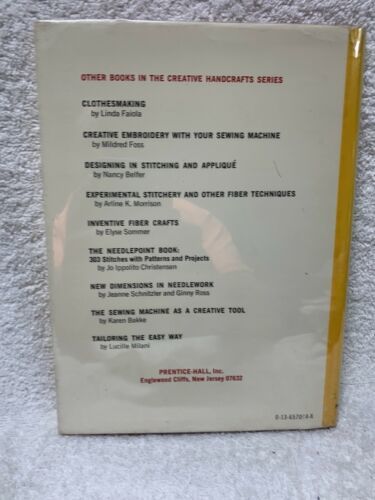 OTHER BOOKS IN THE CREATIVE HANDCRAFTS SERIES
CLOTHESMAKING
by Linda Faiola
CREATIVE EMBROIDERY WITH YOUR SEWING MACHINE
by Mildred Foss
DESIGNING IN STITCHING AND APPLIQUÉ
by Nancy Belfer
EXPERIMENTAL STITCHERY AND OTHER FIBER TECHNIQUES
by Arline K. Morrison
INVENTIVE FIBER CRAFTS
by Elyse Sommer
THE NEEDLEPOINT BOOK:
303 Stitches with Patterns and Projects
by Jo Ippolito Christensen
NEW DIMENSIONS IN NEEDLEWORK
by Jeanne Schnitzler and Ginny Ross
THE SEWING MACHINE AS A CREATIVE TOOL
by Karen Bakke
TAILORING THE EASY WAY
by Lucille Milani
PRENTICE-HALL, Inc.
Englewood Cliffs, New Jersey 07632